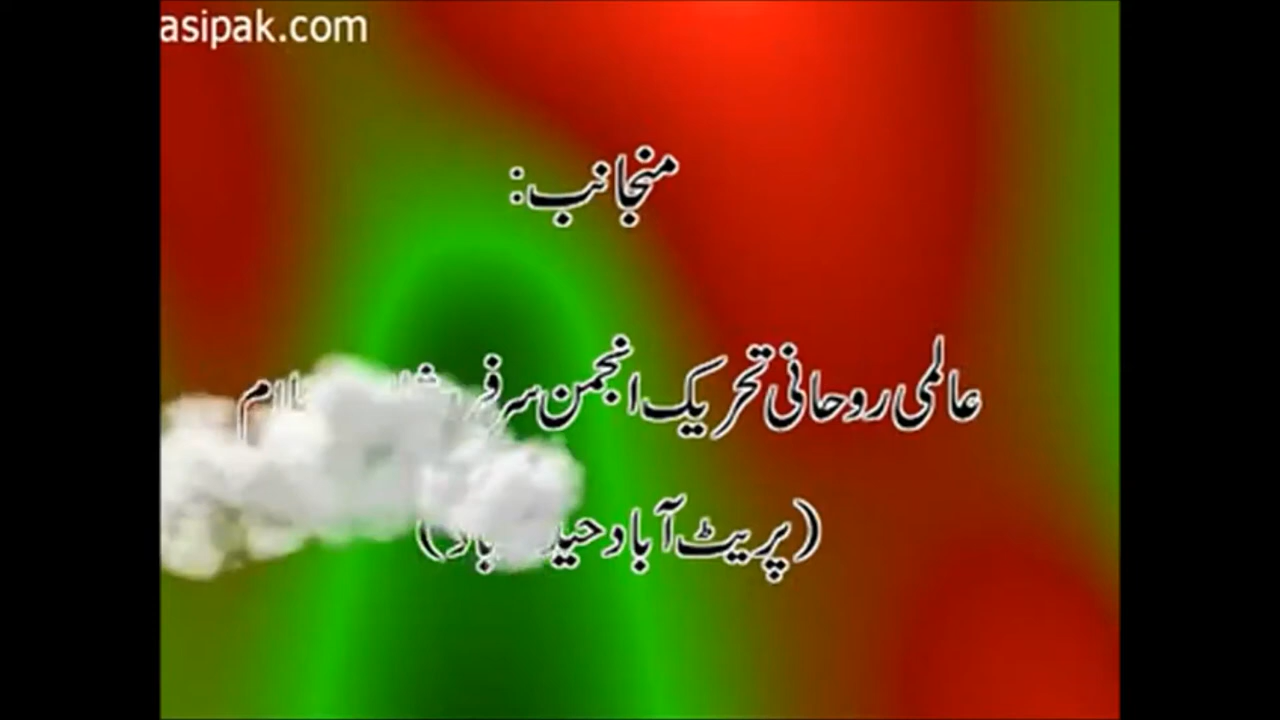 asipak.com
منجانب:
عالمی روحانی تحریک انجمن
(پریٹ آباد